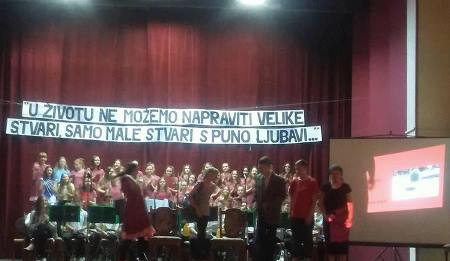 "U ŽIVOTU NE MOŽEMO NAPRAVITI VELIKE
STVARI, SAMO MALE STVARI S PUNO LJUBAVI..."